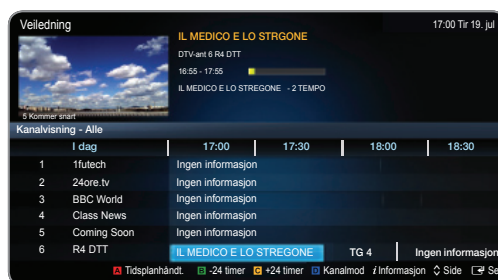 Veiledning
17:00 Tir 19. jul
IL MEDICO E LO STRGONE
DTV-ant 6 R4 DTT
16:55 - 17:55
IL MEDICO E LO STREGONE - 2 TEMPO
5 Kommer snart
Kanalvisning - Alle
I dag 17:00 17:30 18:00 18:30
1 1futech Ingen informasjon
2 24ore.tv Ingen informasjon
3 BBC World Ingen informasjon
4 Class News Ingen informasjon
5 Coming Soon Ingen informasjon
6 R4 DTT IL MEDICO E LO STREGONE TG 4 Ingen informasjon
A Tidsplanhåndt. B -24 timer C +24 timer D Kanalmod i Informasjon Side Se